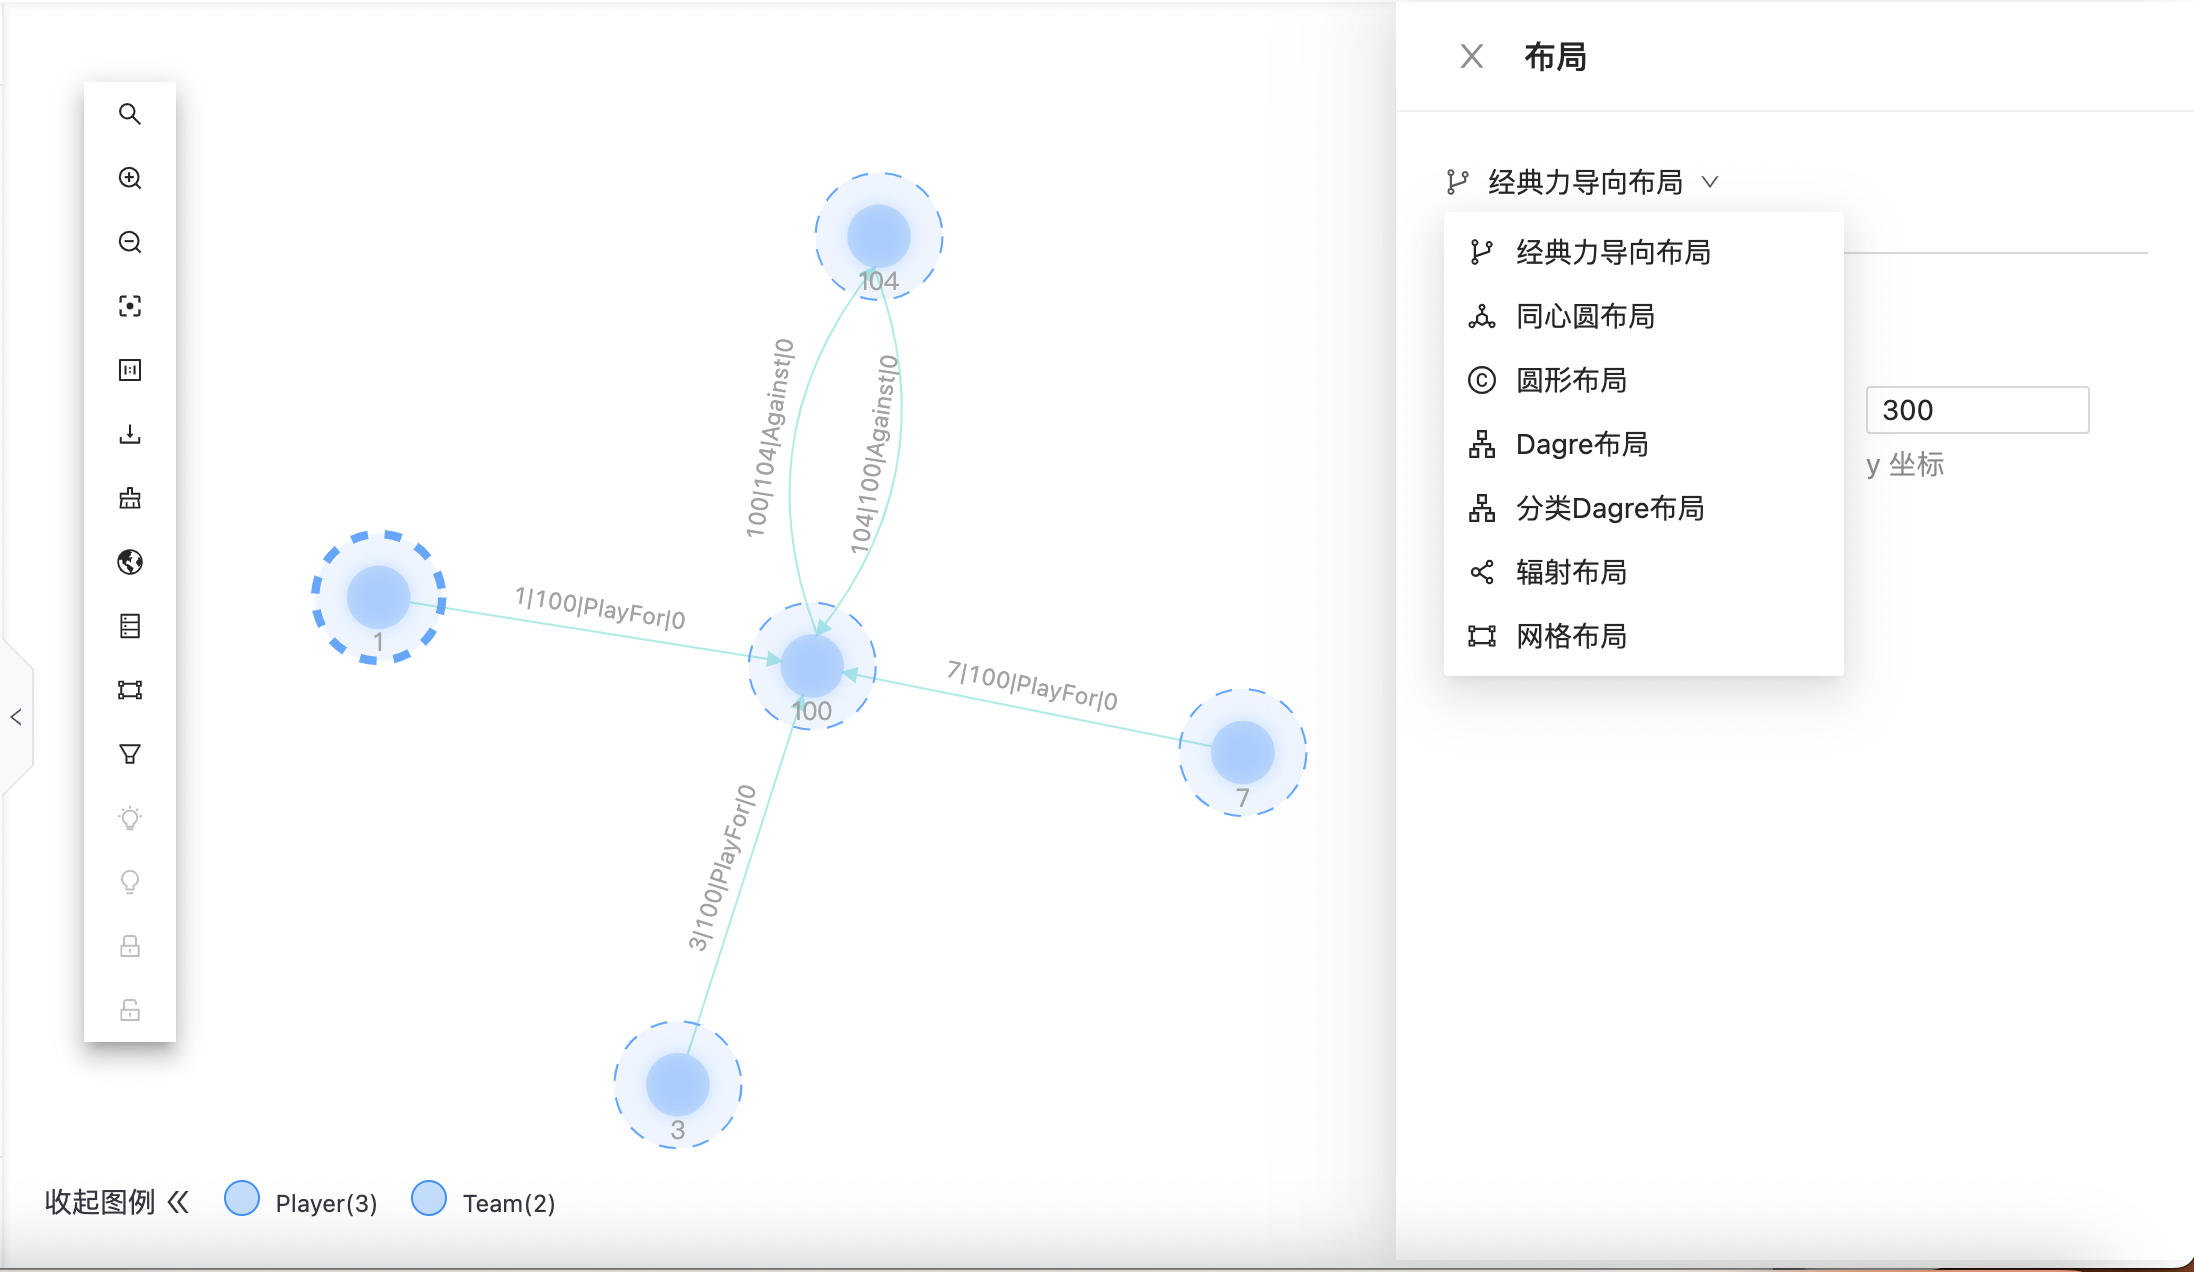 布局
经典力导向布局
经典力导向布局
同心圆布局
圆形布局
Dagre布局
分类Dagre布局
辐射布局
网格布局
300
y 坐标
104
100|104|Against|0
104|100|Against|0
1
1|100|PlayFor|0
100
7|100|PlayFor|0
7
3|100|PlayFor|0
3
收起图例
Player(3)
Team(2)